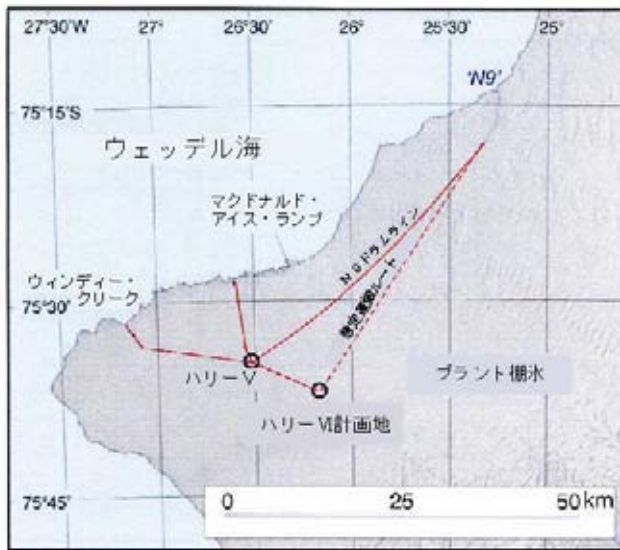 27°30'W 27° 26°30' 26° 25°30' 25°
'N9'
75°15'S
ウェッデル海
マクドナルド・
アイス・ランプ
N9ドラムライン
ウィンディー・
クリーク
75°30'
ハリーV
ブラント棚氷
ハリーVI計画地
75°45'
0 25 50 km